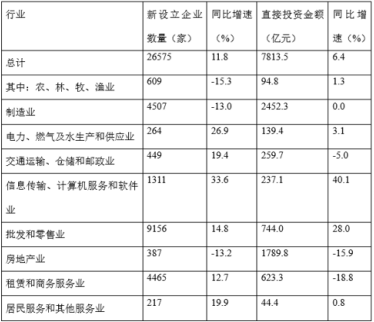 行业 新设立企业数量（家） 同比增速（%） 直接投资金额（亿元） 同比增速（%）
总计 26575 11.8 7813.5 6.4
其中：农、林、牧、渔业 609 -15.3 94.8 1.3
制造业 4507 -13.0 2452.3 0.0
电力、燃气及水生产和供应业 264 26.9 139.4 3.1
交通运输、仓储和邮政业 449 19.4 259.7 -5.0
信息传输、计算机服务和软件业 1311 33.6 237.1 40.1
批发和零售业 9156 14.8 744.0 28.0
房地产业 387 -13.2 1789.8 -15.9
租赁和商务服务业 4465 12.7 623.3 -18.8
居民服务和其他服务业 217 19.9 44.4 0.8